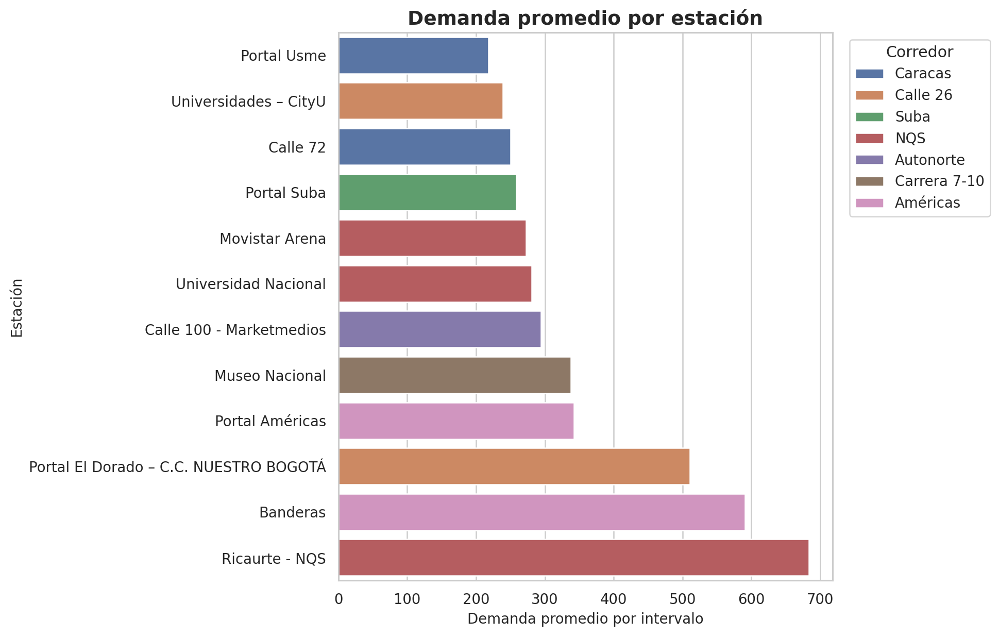 Demanda promedio por estación
Portal Usme
Universidades – CityU
Calle 72
Portal Suba
Movistar Arena
Universidad Nacional
Calle 100 - Marketmedios
Museo Nacional
Portal Américas
Portal El Dorado – C.C. NUESTRO BOGOTÁ
Banderas
Ricaurte - NQS
Estación
0 100 200 300 400 500 600 700
Demanda promedio por intervalo
Corredor
Caracas
Calle 26
Suba
NQS
Autonorte
Carrera 7-10
Américas